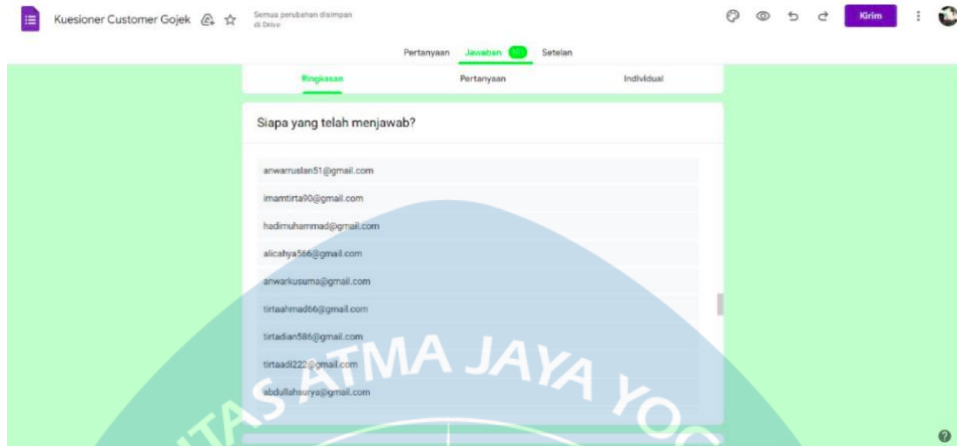 Kuesioner Customer Gojek
Semua perubahan disimpan
di Drive
Kirim
Pertanyaan Jawaban Setelan
Ringkasan Pertanyaan Individual
Siapa yang telah menjawab?
anwarruslan51@gmail.com
imamtirta90@gmail.com
hadimuhammad@gmail.com
alicahya566@gmail.com
anwarkusuma@gmail.com
tirtaahmad66@gmail.com
tirtadian586@gmail.com
tirtaadi222@gmail.com
abdullahsurya@gmail.com
ITAS ATMA JAYA YOG